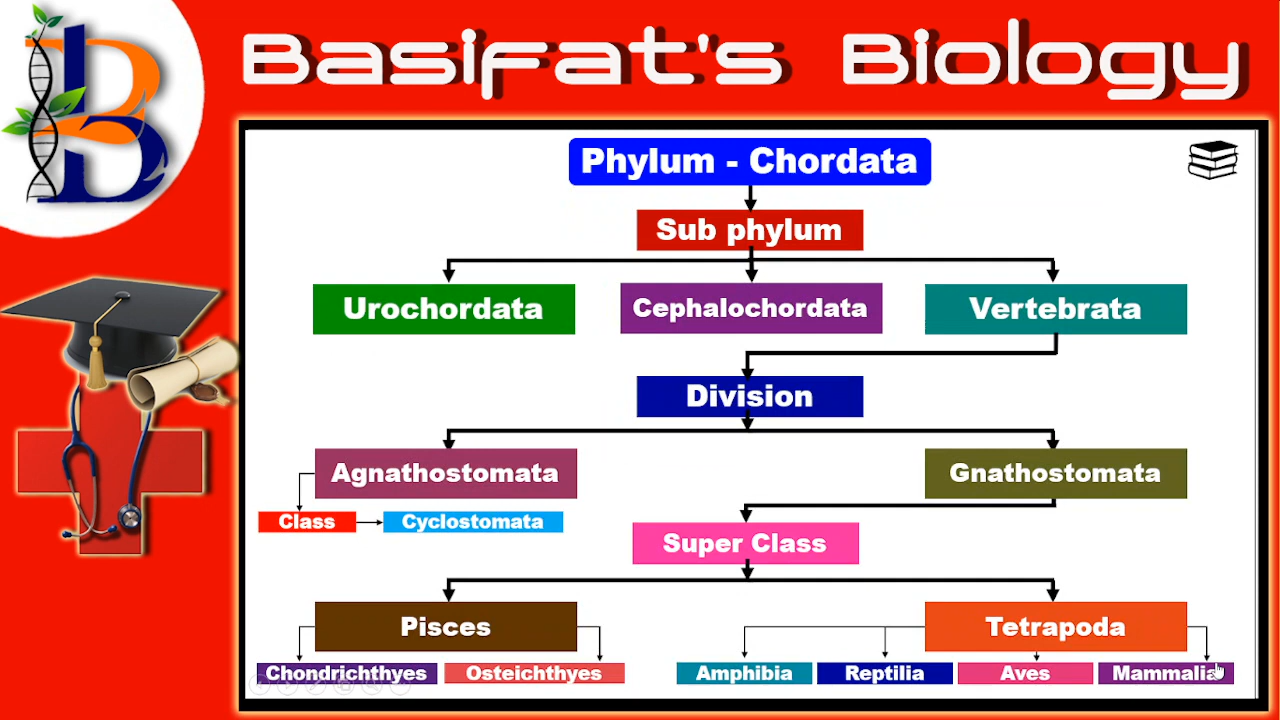 Basifat's Biology
Phylum - Chordata
Sub phylum
Urochordata Cephalochordata Vertebrata
Division
Agnathostomata Gnathostomata
Class Cyclostomata
Super Class
Pisces Tetrapoda
Chondrichthyes Osteichthyes Amphibia Reptilia Aves Mammalia